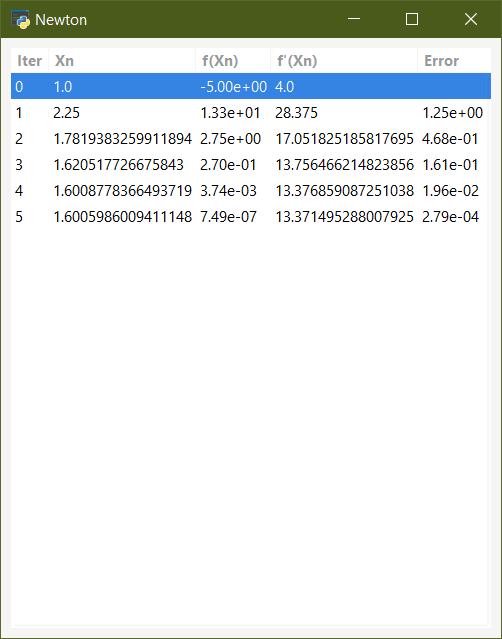 Newton
Iter Xn f(Xn) f'(Xn) Error
0 1.0 -5.00e+00 4.0
1 2.25 1.33e+01 28.375 1.25e+00
2 1.7819383259911894 2.75e+00 17.051825185817695 4.68e-01
3 1.620517726675843 2.70e-01 13.756466214823856 1.61e-01
4 1.6008778366493719 3.74e-03 13.376859087251038 1.96e-02
5 1.6005986009411148 7.49e-07 13.371495288007925 2.79e-04